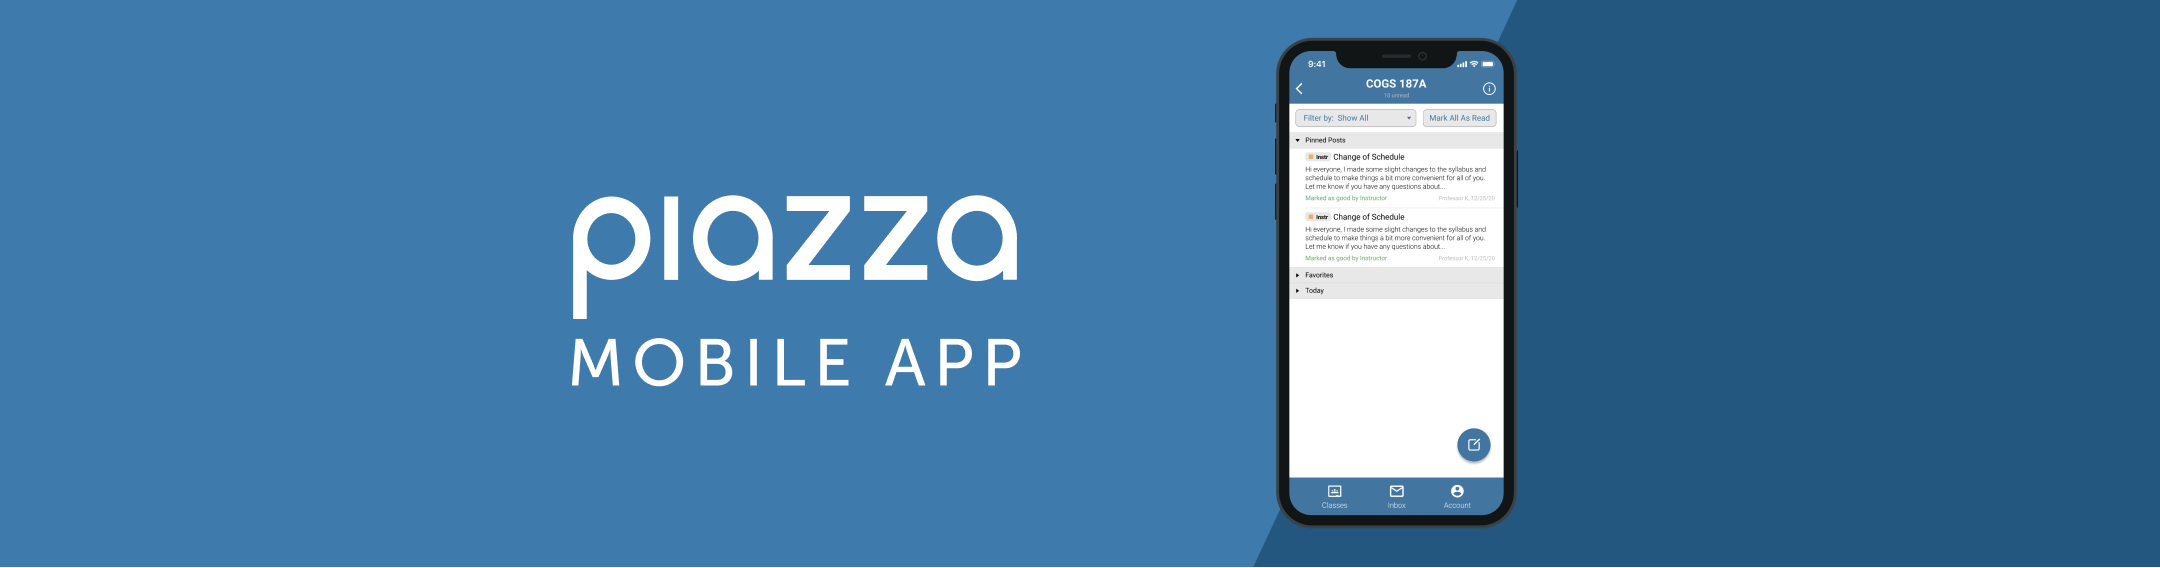 piazza
MOBILE APP
9:41
COGS 187A
10 unread
Filter by: Show All
Mark All As Read
Pinned Posts
Instr Change of Schedule
Hi everyone, I made some slight changes to the syllabus and
schedule to make things a bit more convenient for all of you.
Let me know if you have any questions about...
Marked as good by Instructor
Professor K, 12/25/20
Instr Change of Schedule
Hi everyone, I made some slight changes to the syllabus and
schedule to make things a bit more convenient for all of you.
Let me know if you have any questions about...
Marked as good by Instructor
Professor K, 12/25/20
Favorites
Today
Classes
Inbox
Account